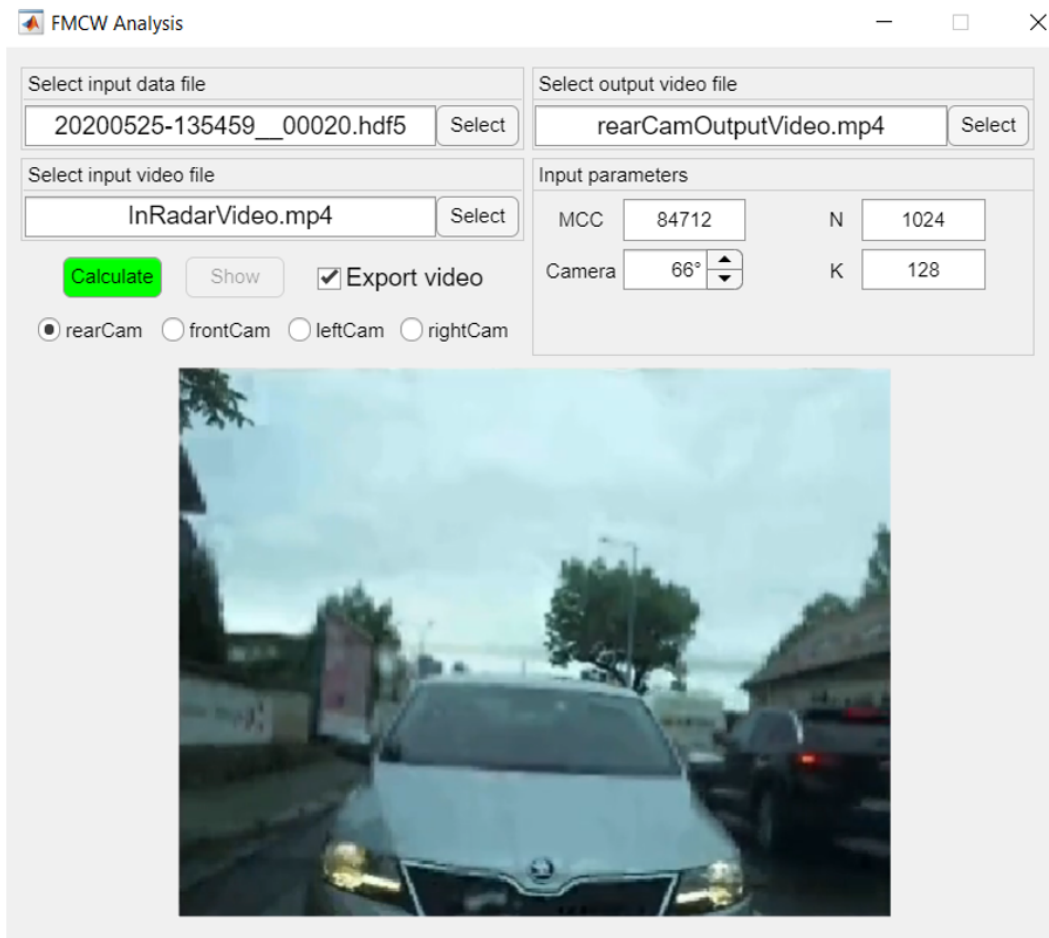 FMCW Analysis
Select input data file
20200525-135459__00020.hdf5 Select
Select output video file
rearCamOutputVideo.mp4 Select
Select input video file
InRadarVideo.mp4 Select
Input parameters
MCC 84712 N 1024
Camera 66° K 128
Calculate Show Export video
rearCam frontCam leftCam rightCam